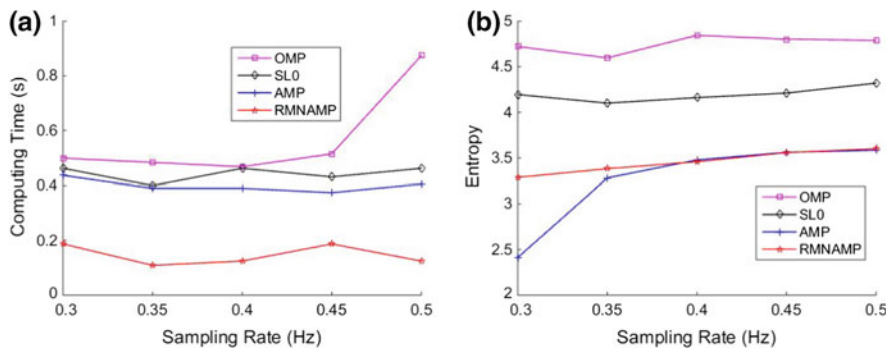 (a)
1
0.8
0.6
0.4
0.2
0
Computing Time (s)
OMP
SL0
AMP
RMNAMP
0.3
0.35
0.4
0.45
0.5
Sampling Rate (Hz)
(b)
5
4.5
4
3.5
3
2.5
2
Entropy
OMP
SL0
AMP
RMNAMP
0.3
0.35
0.4
0.45
0.5
Sampling Rate (Hz)